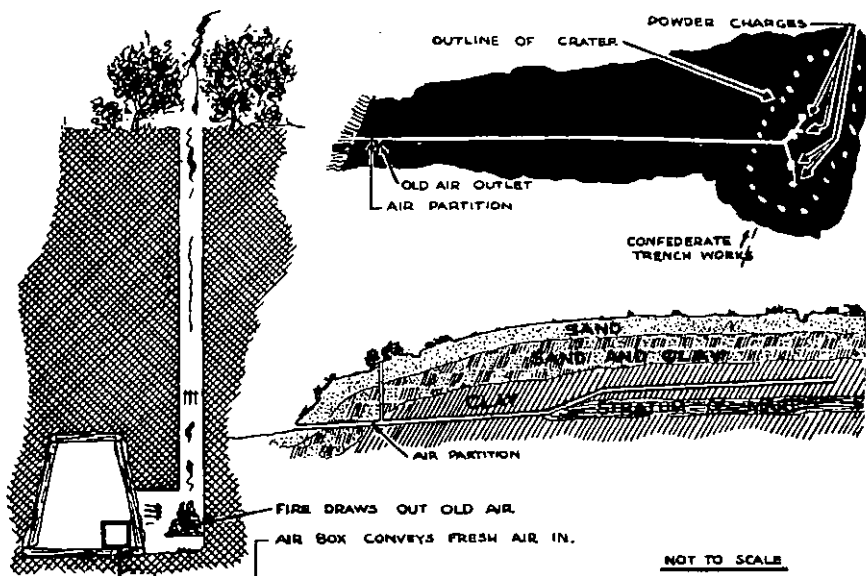 POWDER CHARGES
OUTLINE OF CRATER
OLD AIR OUTLET
AIR PARTITION
CONFEDERATE
TRENCH WORKS
SAND
SAND AND CLAY
CLAY
AIR PARTITION
FIRE DRAWS OUT OLD AIR
AIR BOX CONVEYS FRESH AIR IN.
NOT TO SCALE